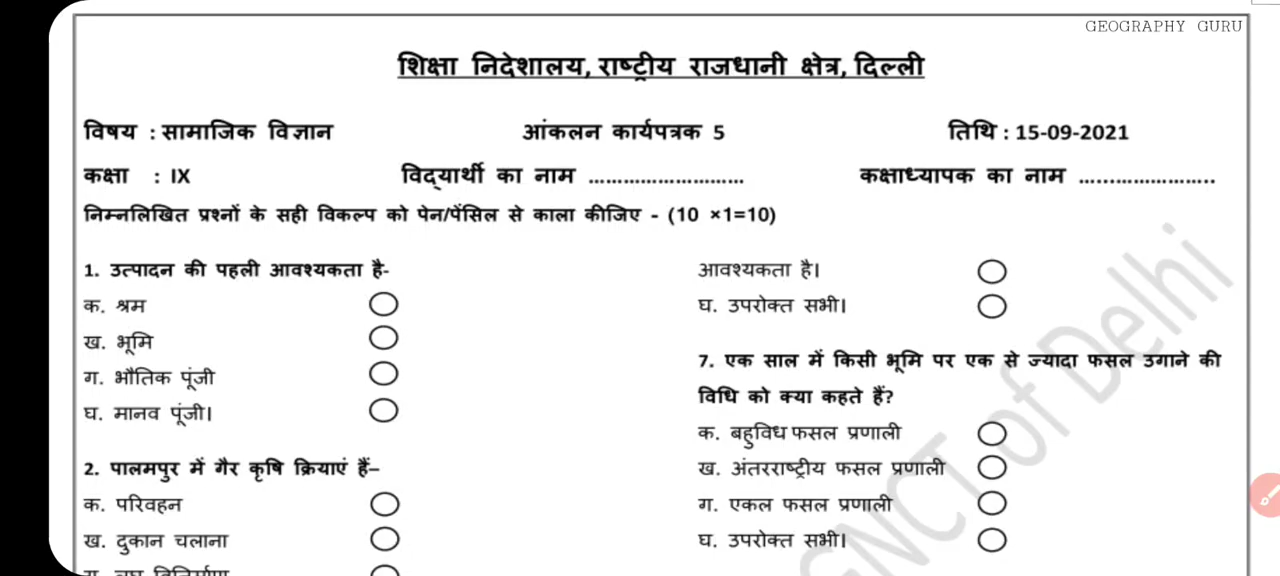 GEOGRAPHY GURU
शिक्षा निदेशालय, राष्ट्रीय राजधानी क्षेत्र, दिल्ली
विषय : सामाजिक विज्ञान आंकलन कार्यपत्रक 5 तिथि : 15-09-2021
कक्षा : IX विद्यार्थी का नाम ........................... कक्षाध्यापक का नाम ........................
निम्नलिखित प्रश्नों के सही विकल्प को पेन/पेंसिल से काला कीजिए - (10 ×1=10)
1. उत्पादन की पहली आवश्यकता है-
क. श्रम
ख. भूमि
ग. भौतिक पूंजी
घ. मानव पूंजी।
2. पालमपुर में गैर कृषि क्रियाएं हैं–
क. परिवहन
ख. दुकान चलाना
आवश्यकता है।
घ. उपरोक्त सभी।
7. एक साल में किसी भूमि पर एक से ज्यादा फसल उगाने की
विधि को क्या कहते हैं?
क. बहुविध फसल प्रणाली
ख. अंतरराष्ट्रीय फसल प्रणाली
ग. एकल फसल प्रणाली
घ. उपरोक्त सभी।
GNCT of Delhi